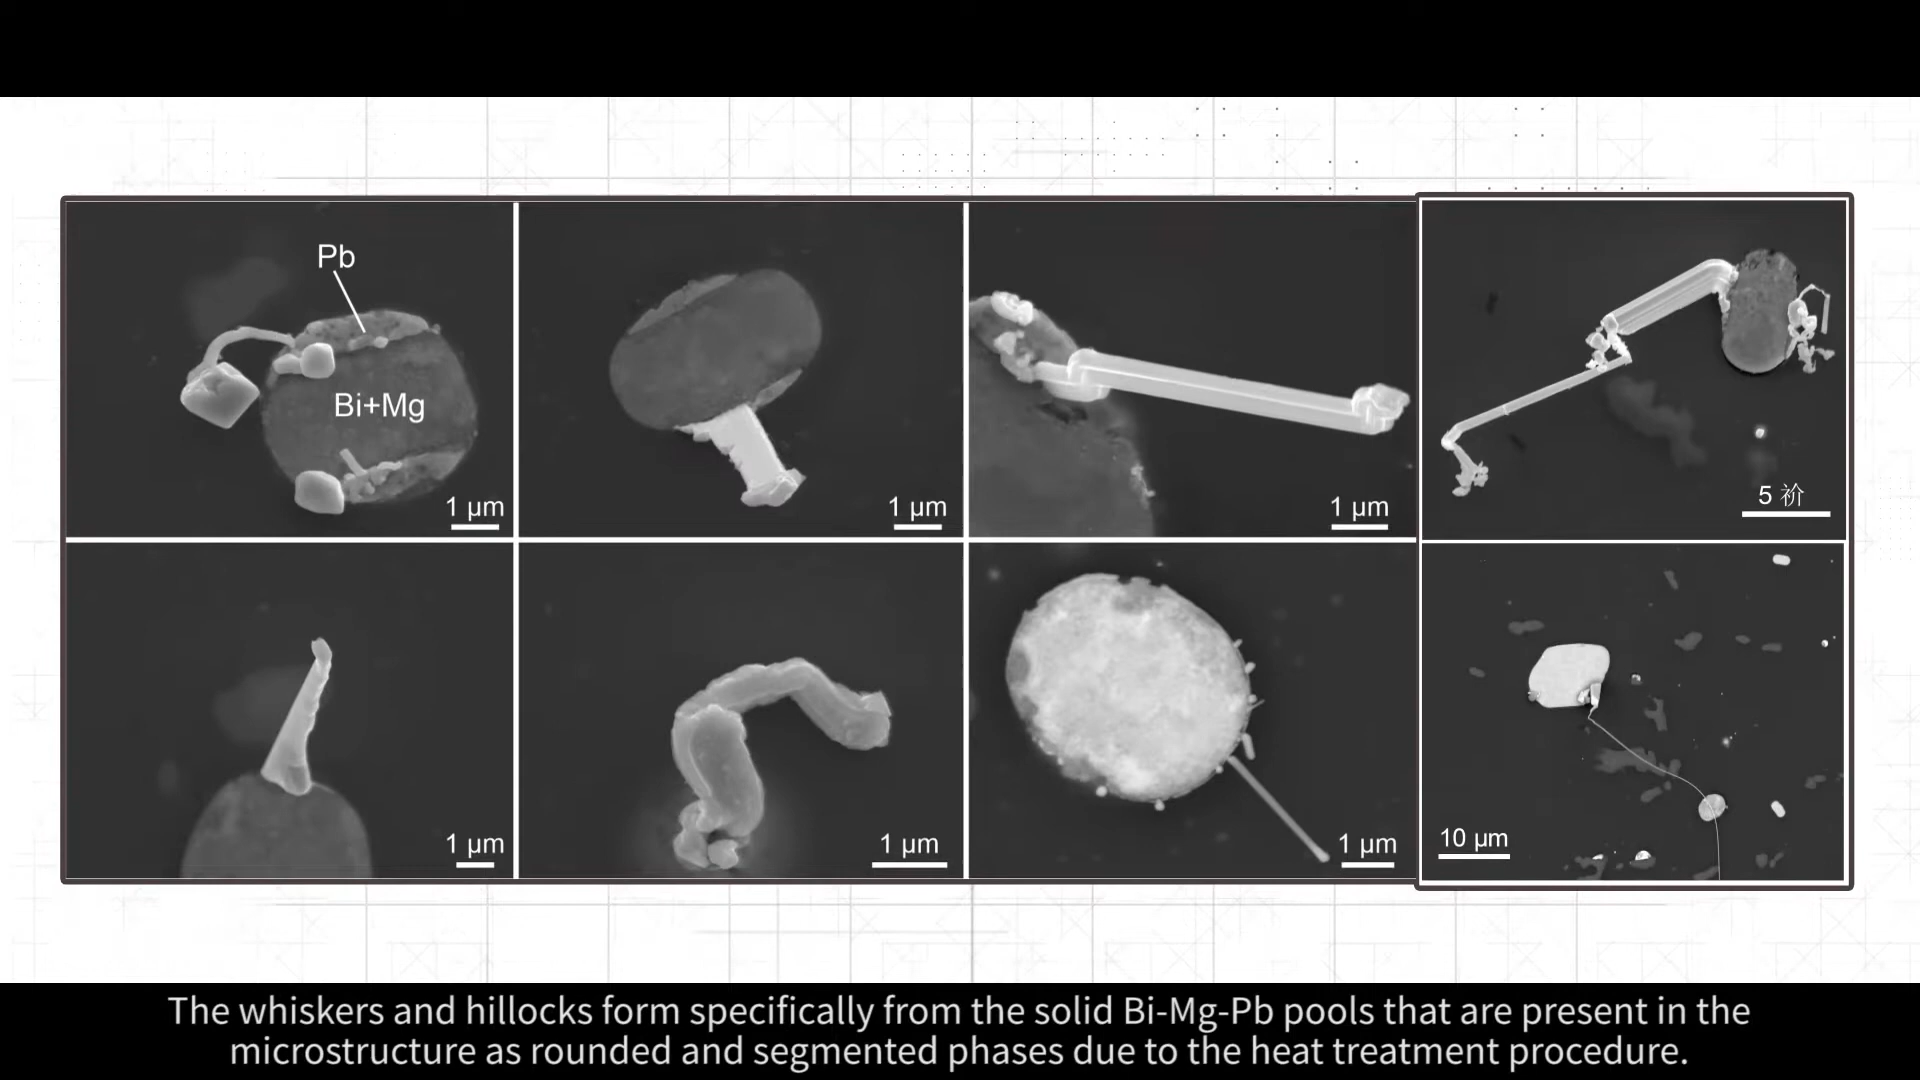 Pb
Bi+Mg
1 µm
1 µm
1 µm
5 衸
1 µm
1 µm
1 µm
10 µm
The whiskers and hillocks form specifically from the solid Bi-Mg-Pb pools that are present in the
microstructure as rounded and segmented phases due to the heat treatment procedure.